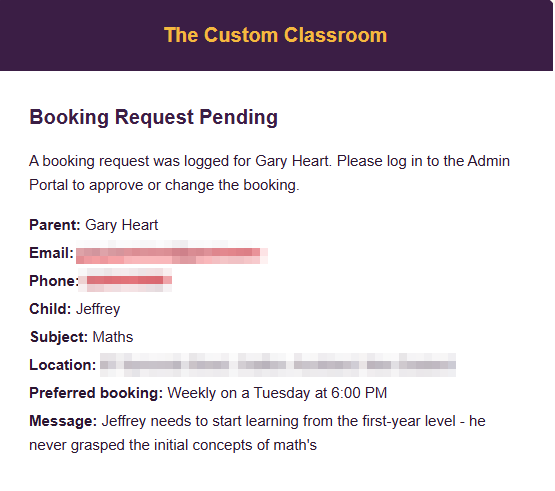 The Custom Classroom
Booking Request Pending
A booking request was logged for Gary Heart. Please log in to the Admin
Portal to approve or change the booking.
Parent: Gary Heart
Email:
Phone:
Child: Jeffrey
Subject: Maths
Location:
Preferred booking: Weekly on a Tuesday at 6:00 PM
Message: Jeffrey needs to start learning from the first-year level - he
never grasped the initial concepts of math's